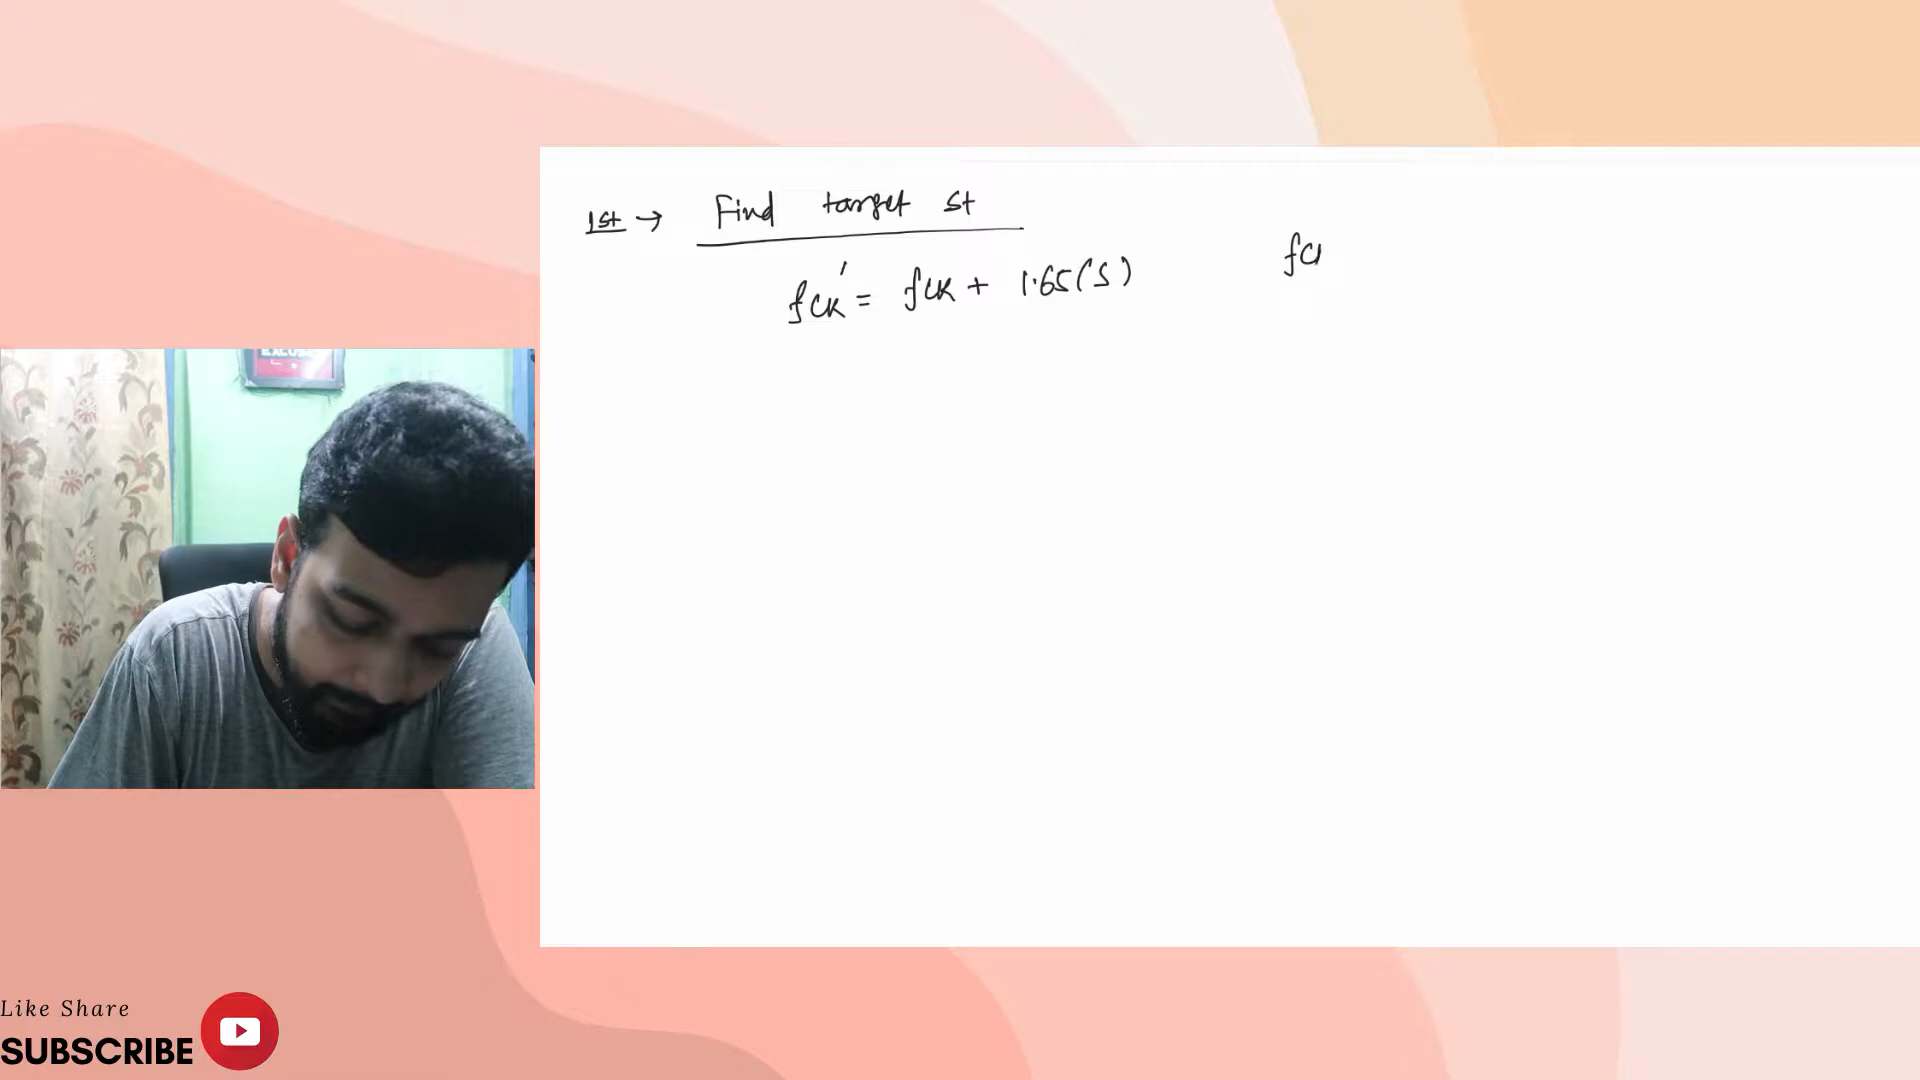 1st → Find target st
fck' = fck + 1.65(S)
fc
Like Share
SUBSCRIBE